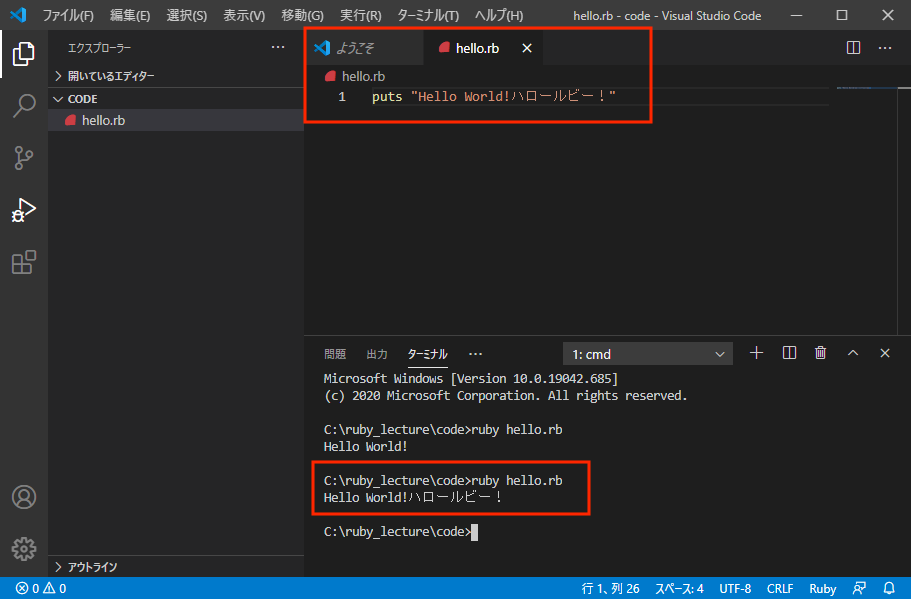 ファイル(F) 編集(E) 選択(S) 表示(V) 移動(G) 実行(R) ターミナル(T) ヘルプ(H) hello.rb - code - Visual Studio Code
エクスプローラー
開いているエディター
CODE
hello.rb
アウトライン
ようこそ hello.rb
hello.rb
1 puts "Hello World!ハロールビー！"
問題 出力 ターミナル 1: cmd
Microsoft Windows [Version 10.0.19042.685]
(c) 2020 Microsoft Corporation. All rights reserved.
C:\ruby_lecture\code>ruby hello.rb
Hello World!
C:\ruby_lecture\code>ruby hello.rb
Hello World!ハロールビー！
C:\ruby_lecture\code>
0 0 行 1、列 26 スペース: 4 UTF-8 CRLF Ruby